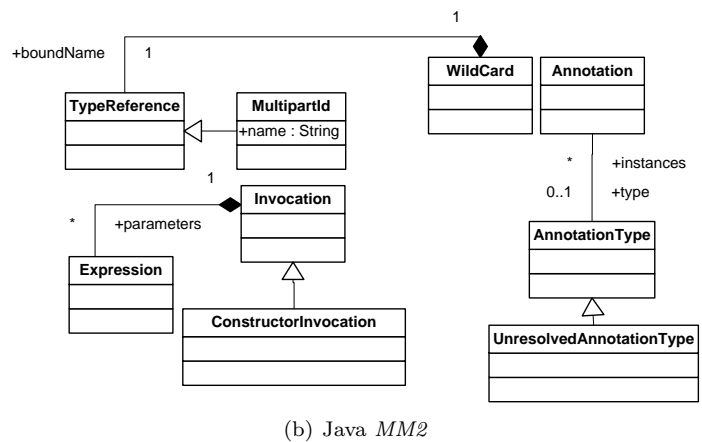 1
+boundName
1
WildCard
Annotation
TypeReference
MultipartId
+name : String
*
+instances
0..1
+type
1
Invocation
*
+parameters
AnnotationType
Expression
ConstructorInvocation
UnresolvedAnnotationType
(b) Java MM2